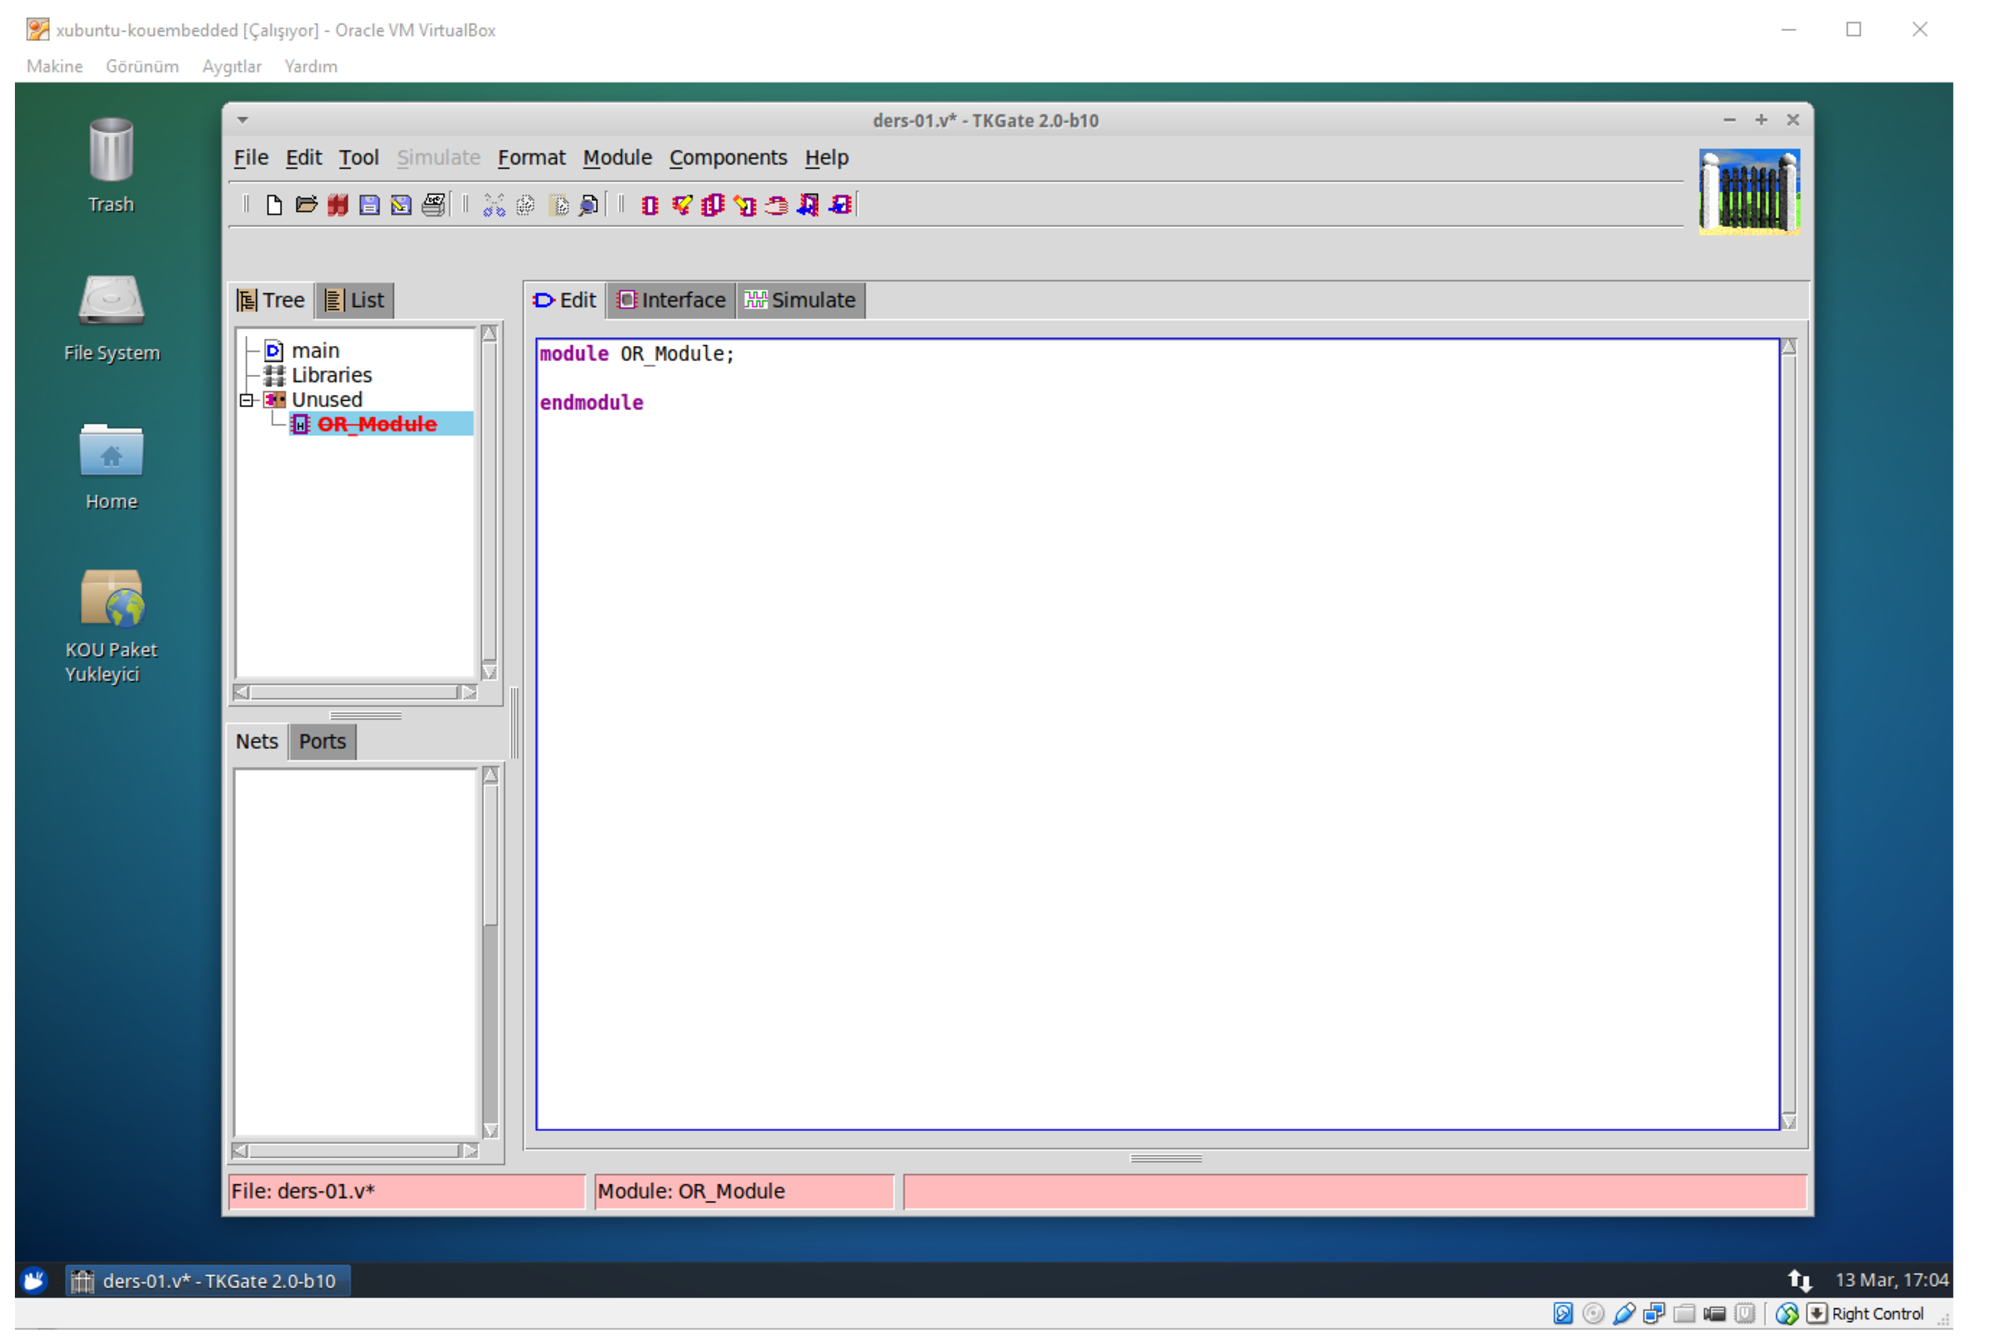 xubuntu-kouembedded [Çalışıyor] - Oracle VM VirtualBox
Makine Görünüm Aygıtlar Yardım
ders-01.v* - TKGate 2.0-b10
File Edit Tool Simulate Format Module Components Help
Trash
File System
Home
KOU Paket
Yukleyici
Tree List
main
Libraries
Unused
OR_Module
Nets Ports
Edit Interface Simulate
module OR_Module;
endmodule
File: ders-01.v* Module: OR_Module
ders-01.v* - TKGate 2.0-b10 13 Mar, 17:04
Right Control